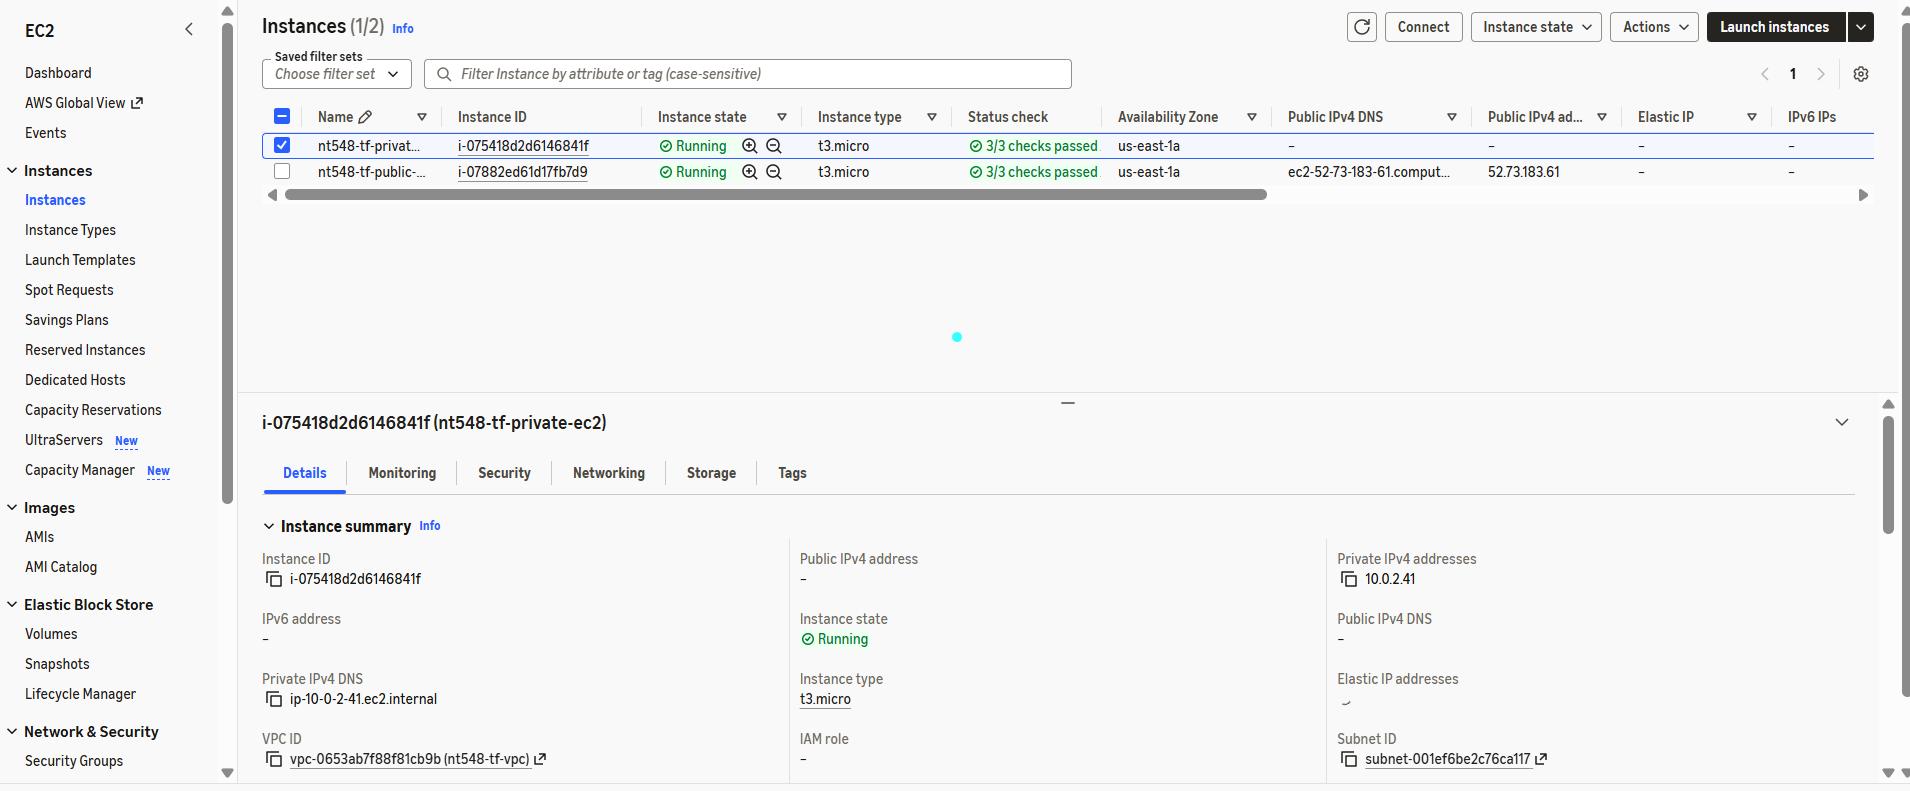 EC2
Dashboard
AWS Global View
Events
Instances
Instances
Instance Types
Launch Templates
Spot Requests
Savings Plans
Reserved Instances
Dedicated Hosts
Capacity Reservations
UltraServers New
Capacity Manager New
Images
AMIs
AMI Catalog
Elastic Block Store
Volumes
Snapshots
Lifecycle Manager
Network & Security
Security Groups
Instances (1/2) Info
Connect Instance state Actions Launch instances
Saved filter sets
Choose filter set Filter Instance by attribute or tag (case-sensitive) 1
Name Instance ID Instance state Instance type Status check Availability Zone Public IPv4 DNS Public IPv4 ad... Elastic IP IPv6 IPs
nt548-tf-privat... i-075418d2d6146841f Running t3.micro 3/3 checks passed us-east-1a – – – –
nt548-tf-public-... i-07882ed61d17fb7d9 Running t3.micro 3/3 checks passed us-east-1a ec2-52-73-183-61.comput... 52.73.183.61 – –
i-075418d2d6146841f (nt548-tf-private-ec2)
Details Monitoring Security Networking Storage Tags
Instance summary Info
Instance ID Public IPv4 address Private IPv4 addresses
i-075418d2d6146841f – 10.0.2.41
IPv6 address Instance state Public IPv4 DNS
– Running –
Private IPv4 DNS Instance type Elastic IP addresses
ip-10-0-2-41.ec2.internal t3.micro
VPC ID IAM role Subnet ID
vpc-0653ab7f88f81cb9b (nt548-tf-vpc) – subnet-001ef6be2c76ca117